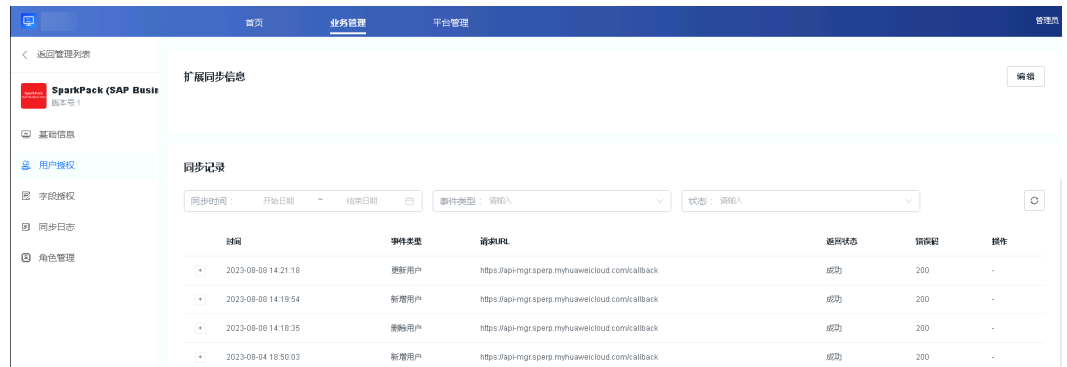 首页 业务管理 平台管理 管理员
< 返回管理列表
SparkPack (SAP Busin
版本号:1
基础信息
用户授权
字段授权
同步日志
角色管理
扩展同步信息 编辑
同步记录
同步时间 : 开始日期 ~ 结束日期 事件类型 : 请输入 状态 : 请输入
时间 事件类型 请求URL 返回状态 错误码 操作
+ 2023-08-08 14:21:18 更新用户 https://api-mgr.sperp.myhuaweicloud.com/callback 成功 200 -
+ 2023-08-08 14:19:54 新增用户 https://api-mgr.sperp.myhuaweicloud.com/callback 成功 200 -
+ 2023-08-08 14:18:35 删除用户 https://api-mgr.sperp.myhuaweicloud.com/callback 成功 200 -
+ 2023-08-04 18:50:03 新增用户 https://api-mgr.sperp.myhuaweicloud.com/callback 成功 200 -